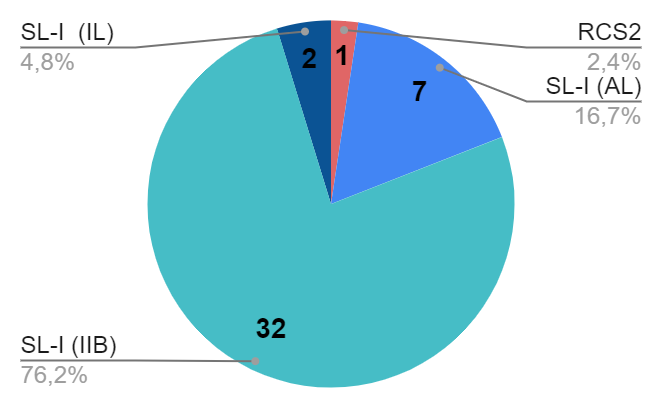 SL-I (IL)
4,8%
RCS2
2,4%
SL-I (AL)
16,7%
2
1
7
32
SL-I (IIB)
76,2%